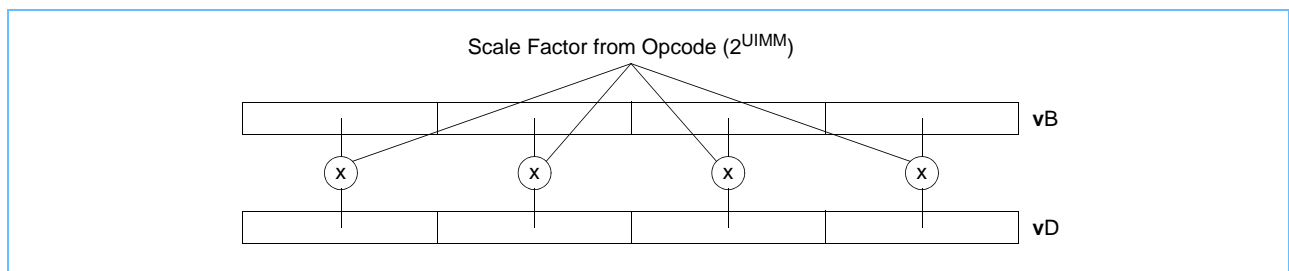 Scale Factor from Opcode (2^UIMM)
vB
x x x x
vD